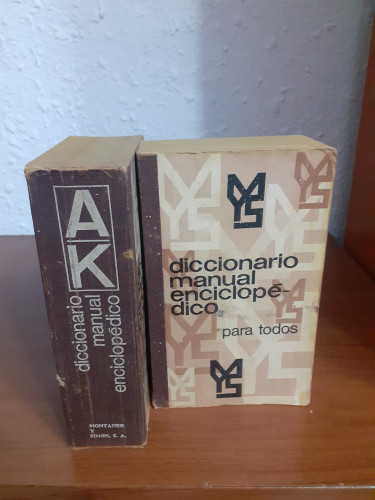 A
K
diccionario
manual
enciclopédico
MONTANER
Y
SIMON, S. A.
MYS
diccionario
manual
enciclopé-
dico
para todos
MYS